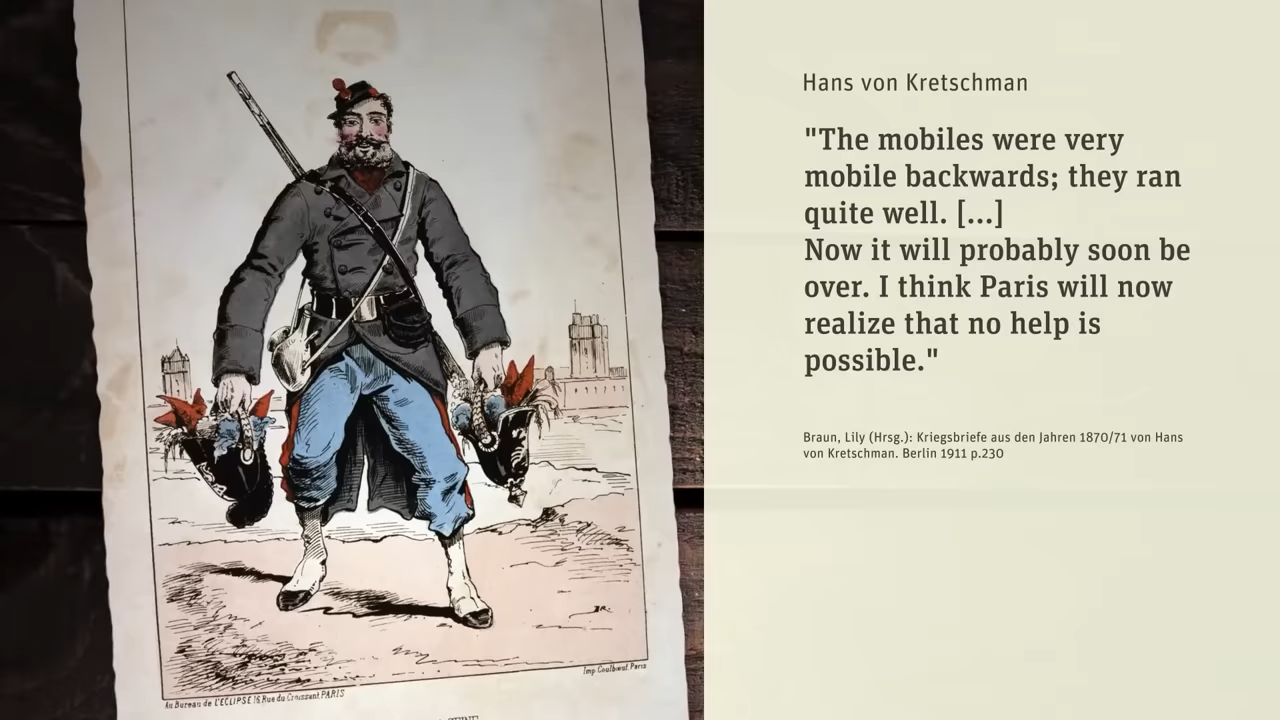 Hans von Kretschman
"The mobiles were very
mobile backwards; they ran
quite well. [...]
Now it will probably soon be
over. I think Paris will now
realize that no help is
possible."
Braun, Lily (Hrsg.): Kriegsbriefe aus den Jahren 1870/71 von Hans
von Kretschman. Berlin 1911 p.230
Imp. Coulbœuf. Paris
Au Bureau de L'ECLIPSE 16, Rue du Croissant PARIS